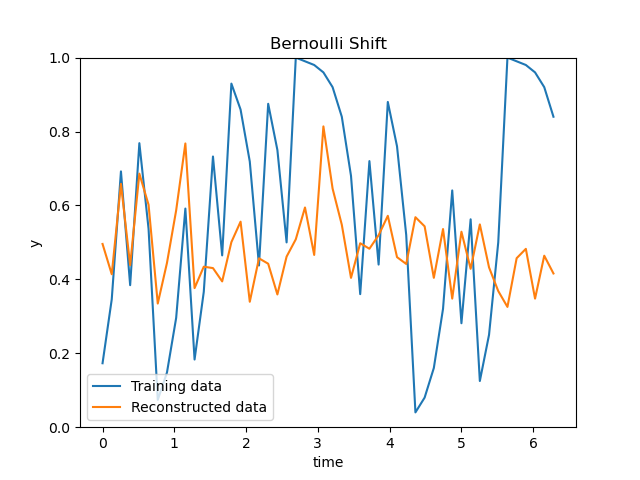 Bernoulli Shift
1.0
0.8
0.6
0.4
0.2
0.0
y
Training data
Reconstructed data
0 1 2 3 4 5 6
time